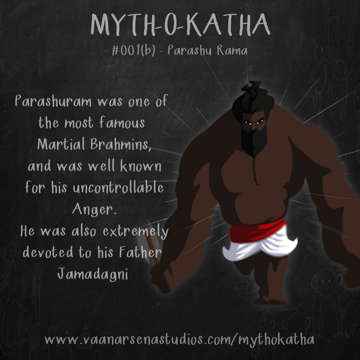 MYTH-O-KATHA
#001(b) - Parashu Rama
Parashuram was one of
the most famous
Martial Brahmins,
and was well known
for his uncontrollable
Anger.
He was also extremely
devoted to his Father
Jamadagni
www.vaanarsenastudios.com/mythokatha